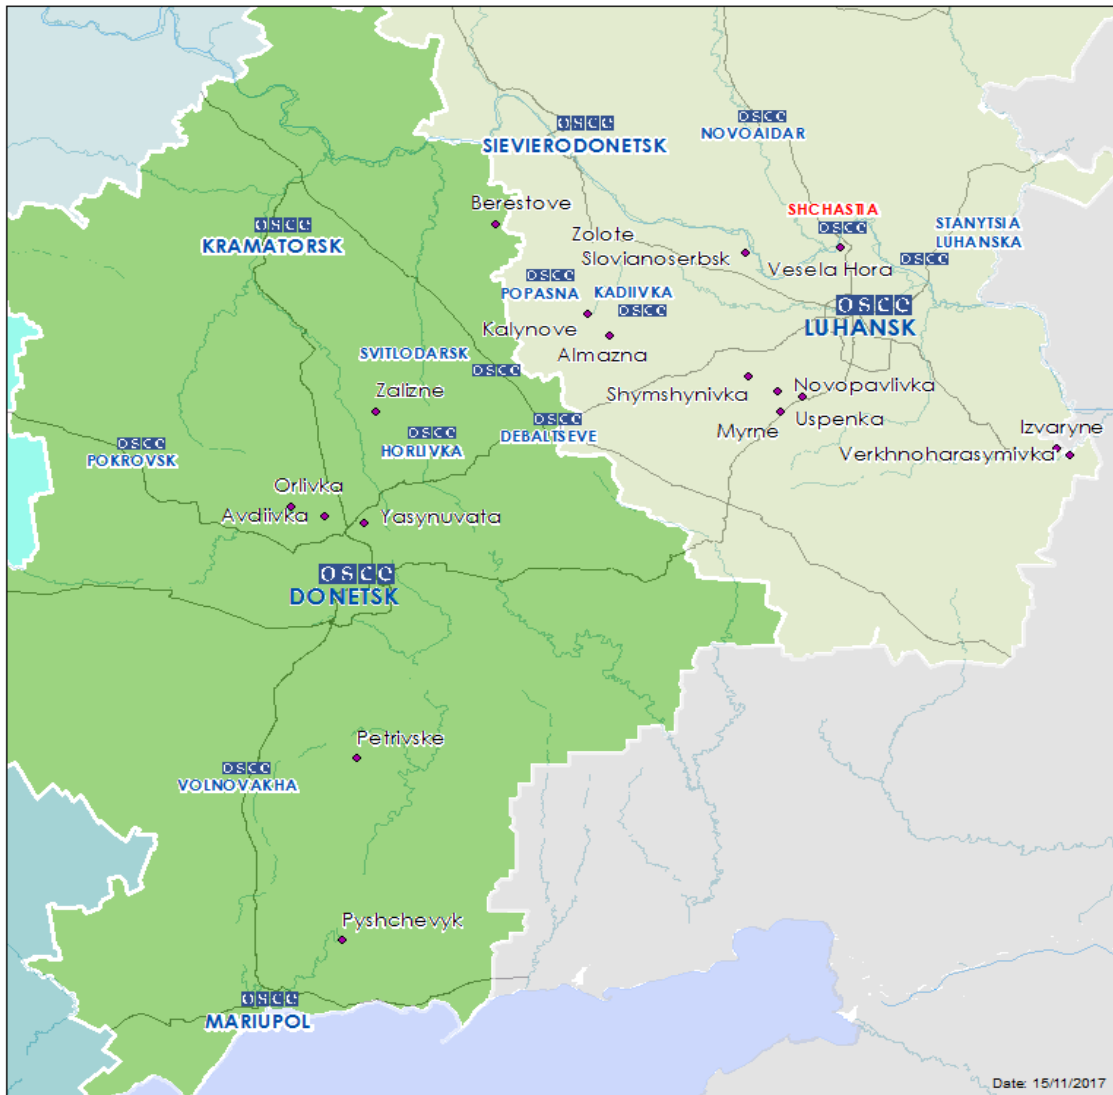 OSCE
SIEVIERODONETSK
OSCE
NOVOAIDAR
Berestove
SHCHASTIA
OSCE
Vesela Hora
STANYTSIA
LUHANSKA
OSCE
OSCE
KRAMATORSK
Zolote
Slovianoserbsk
OSCE
POPASNA
KADIIVKA
OSCE
OSCE
LUHANSK
Kalynove
Almazna
SVITLODARSK
OSCE
Zalizne
Shymshynivka
Novopavlivka
Uspenka
Myrne
Izvaryne
Verkhnoharasymivka
OSCE
POKROVSK
OSCE
HORLIVKA
OSCE
DEBALTSEVE
Orlivka
Avdiivka
Yasynuvata
OSCE
DONETSK
Petrivske
OSCE
VOLNOVAKHA
Pyshchevyk
OSCE
MARIUPOL
Date: 15/11/2017